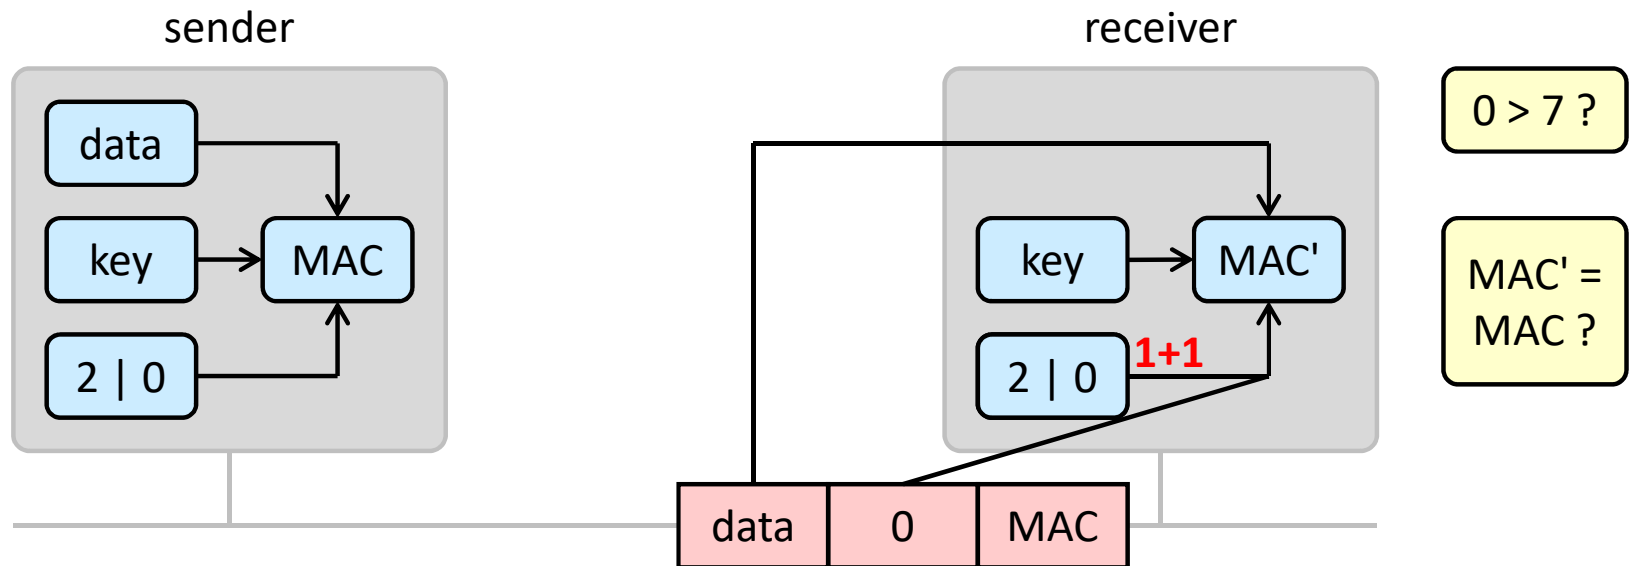 sender
receiver
data
key
MAC
2 | 0
key
MAC'
1+1
2 | 0
0 > 7 ?
MAC' =
MAC ?
data
0
MAC